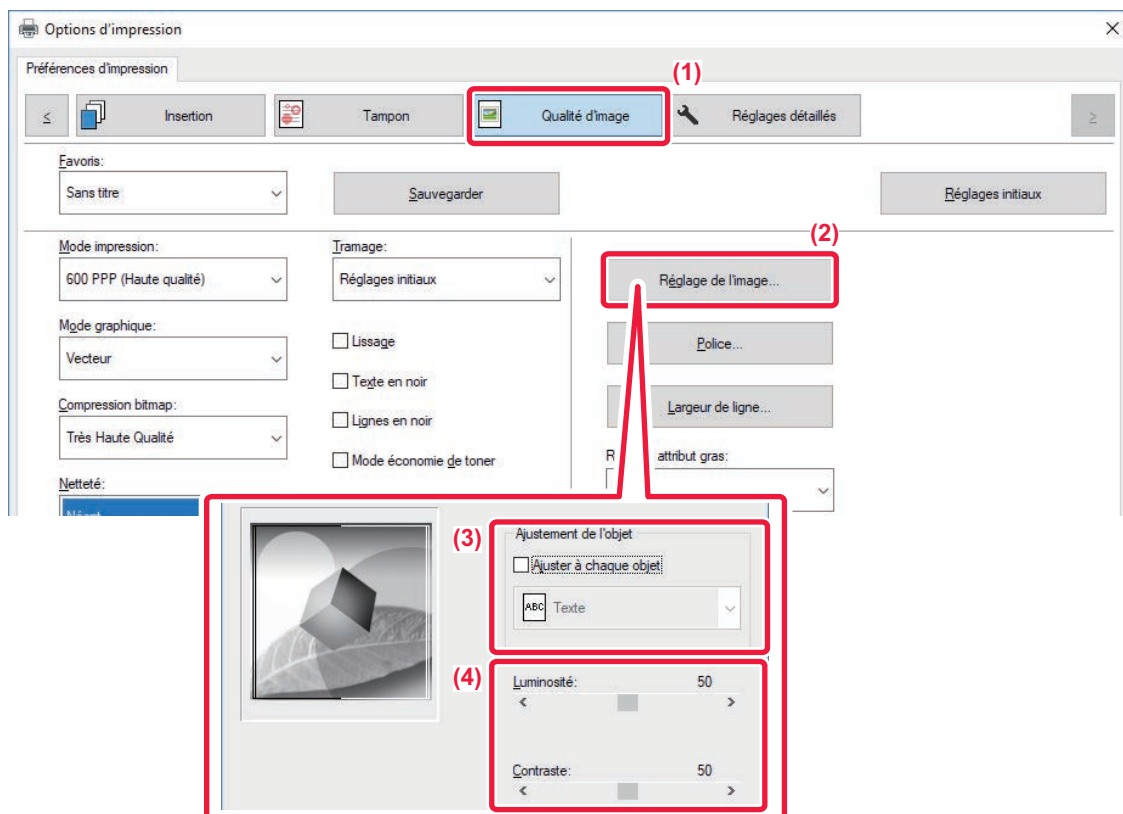 Options d'impression
Préférences d'impression
(1)
Insertion
Tampon
Qualité d'image
Réglages détaillés
Favoris:
Sans titre
Sauvegarder
Réglages initiaux
(2)
Mode impression:
Tramage:
600 PPP (Haute qualité)
Réglages initiaux
Réglage de l'image...
Mode graphique:
Vecteur
Lissage
Police...
Texte en noir
Compression bitmap:
Lignes en noir
Largeur de ligne...
Très Haute Qualité
Mode économie de toner
attribut gras:
Netteté:
Néant
(3)
Ajustement de l'objet
Ajuster à chaque objet
ABC Texte
(4)
Luminosité: 50
Contraste: 50